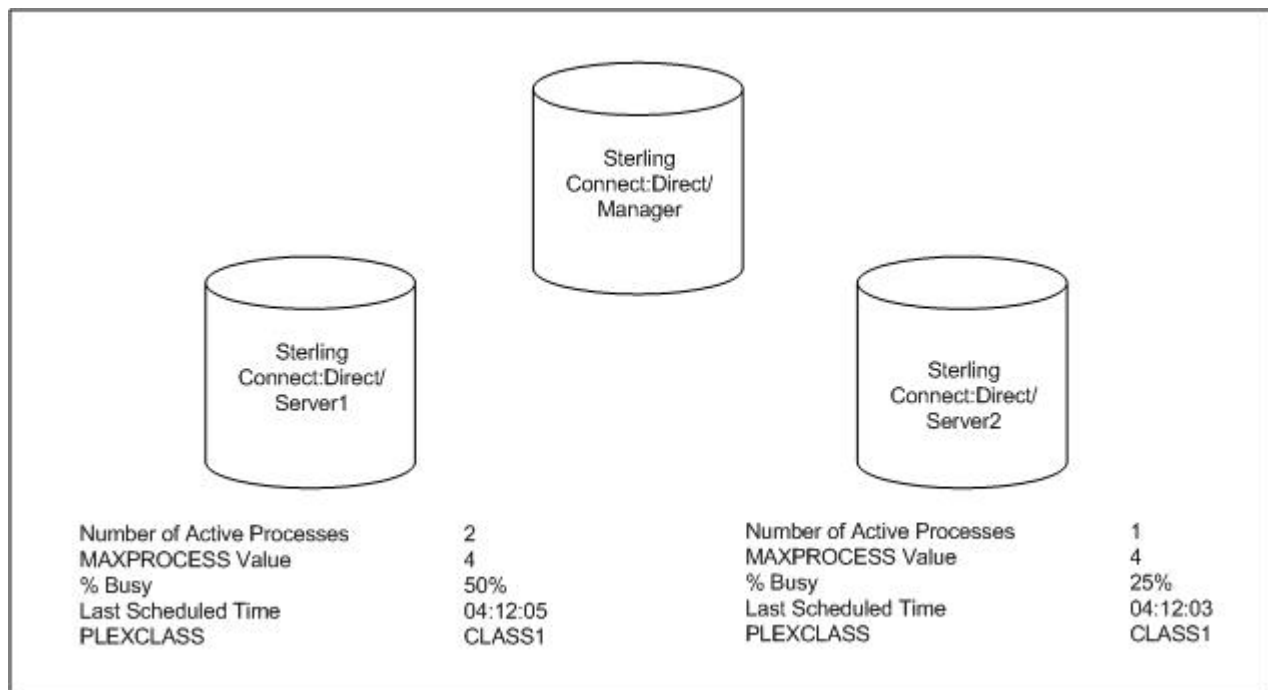 Sterling
Connect:Direct/
Manager
Sterling
Connect:Direct/
Server1
Sterling
Connect:Direct/
Server2
Number of Active Processes 2
MAXPROCESS Value 4
% Busy 50%
Last Scheduled Time 04:12:05
PLEXCLASS CLASS1
Number of Active Processes 1
MAXPROCESS Value 4
% Busy 25%
Last Scheduled Time 04:12:03
PLEXCLASS CLASS1